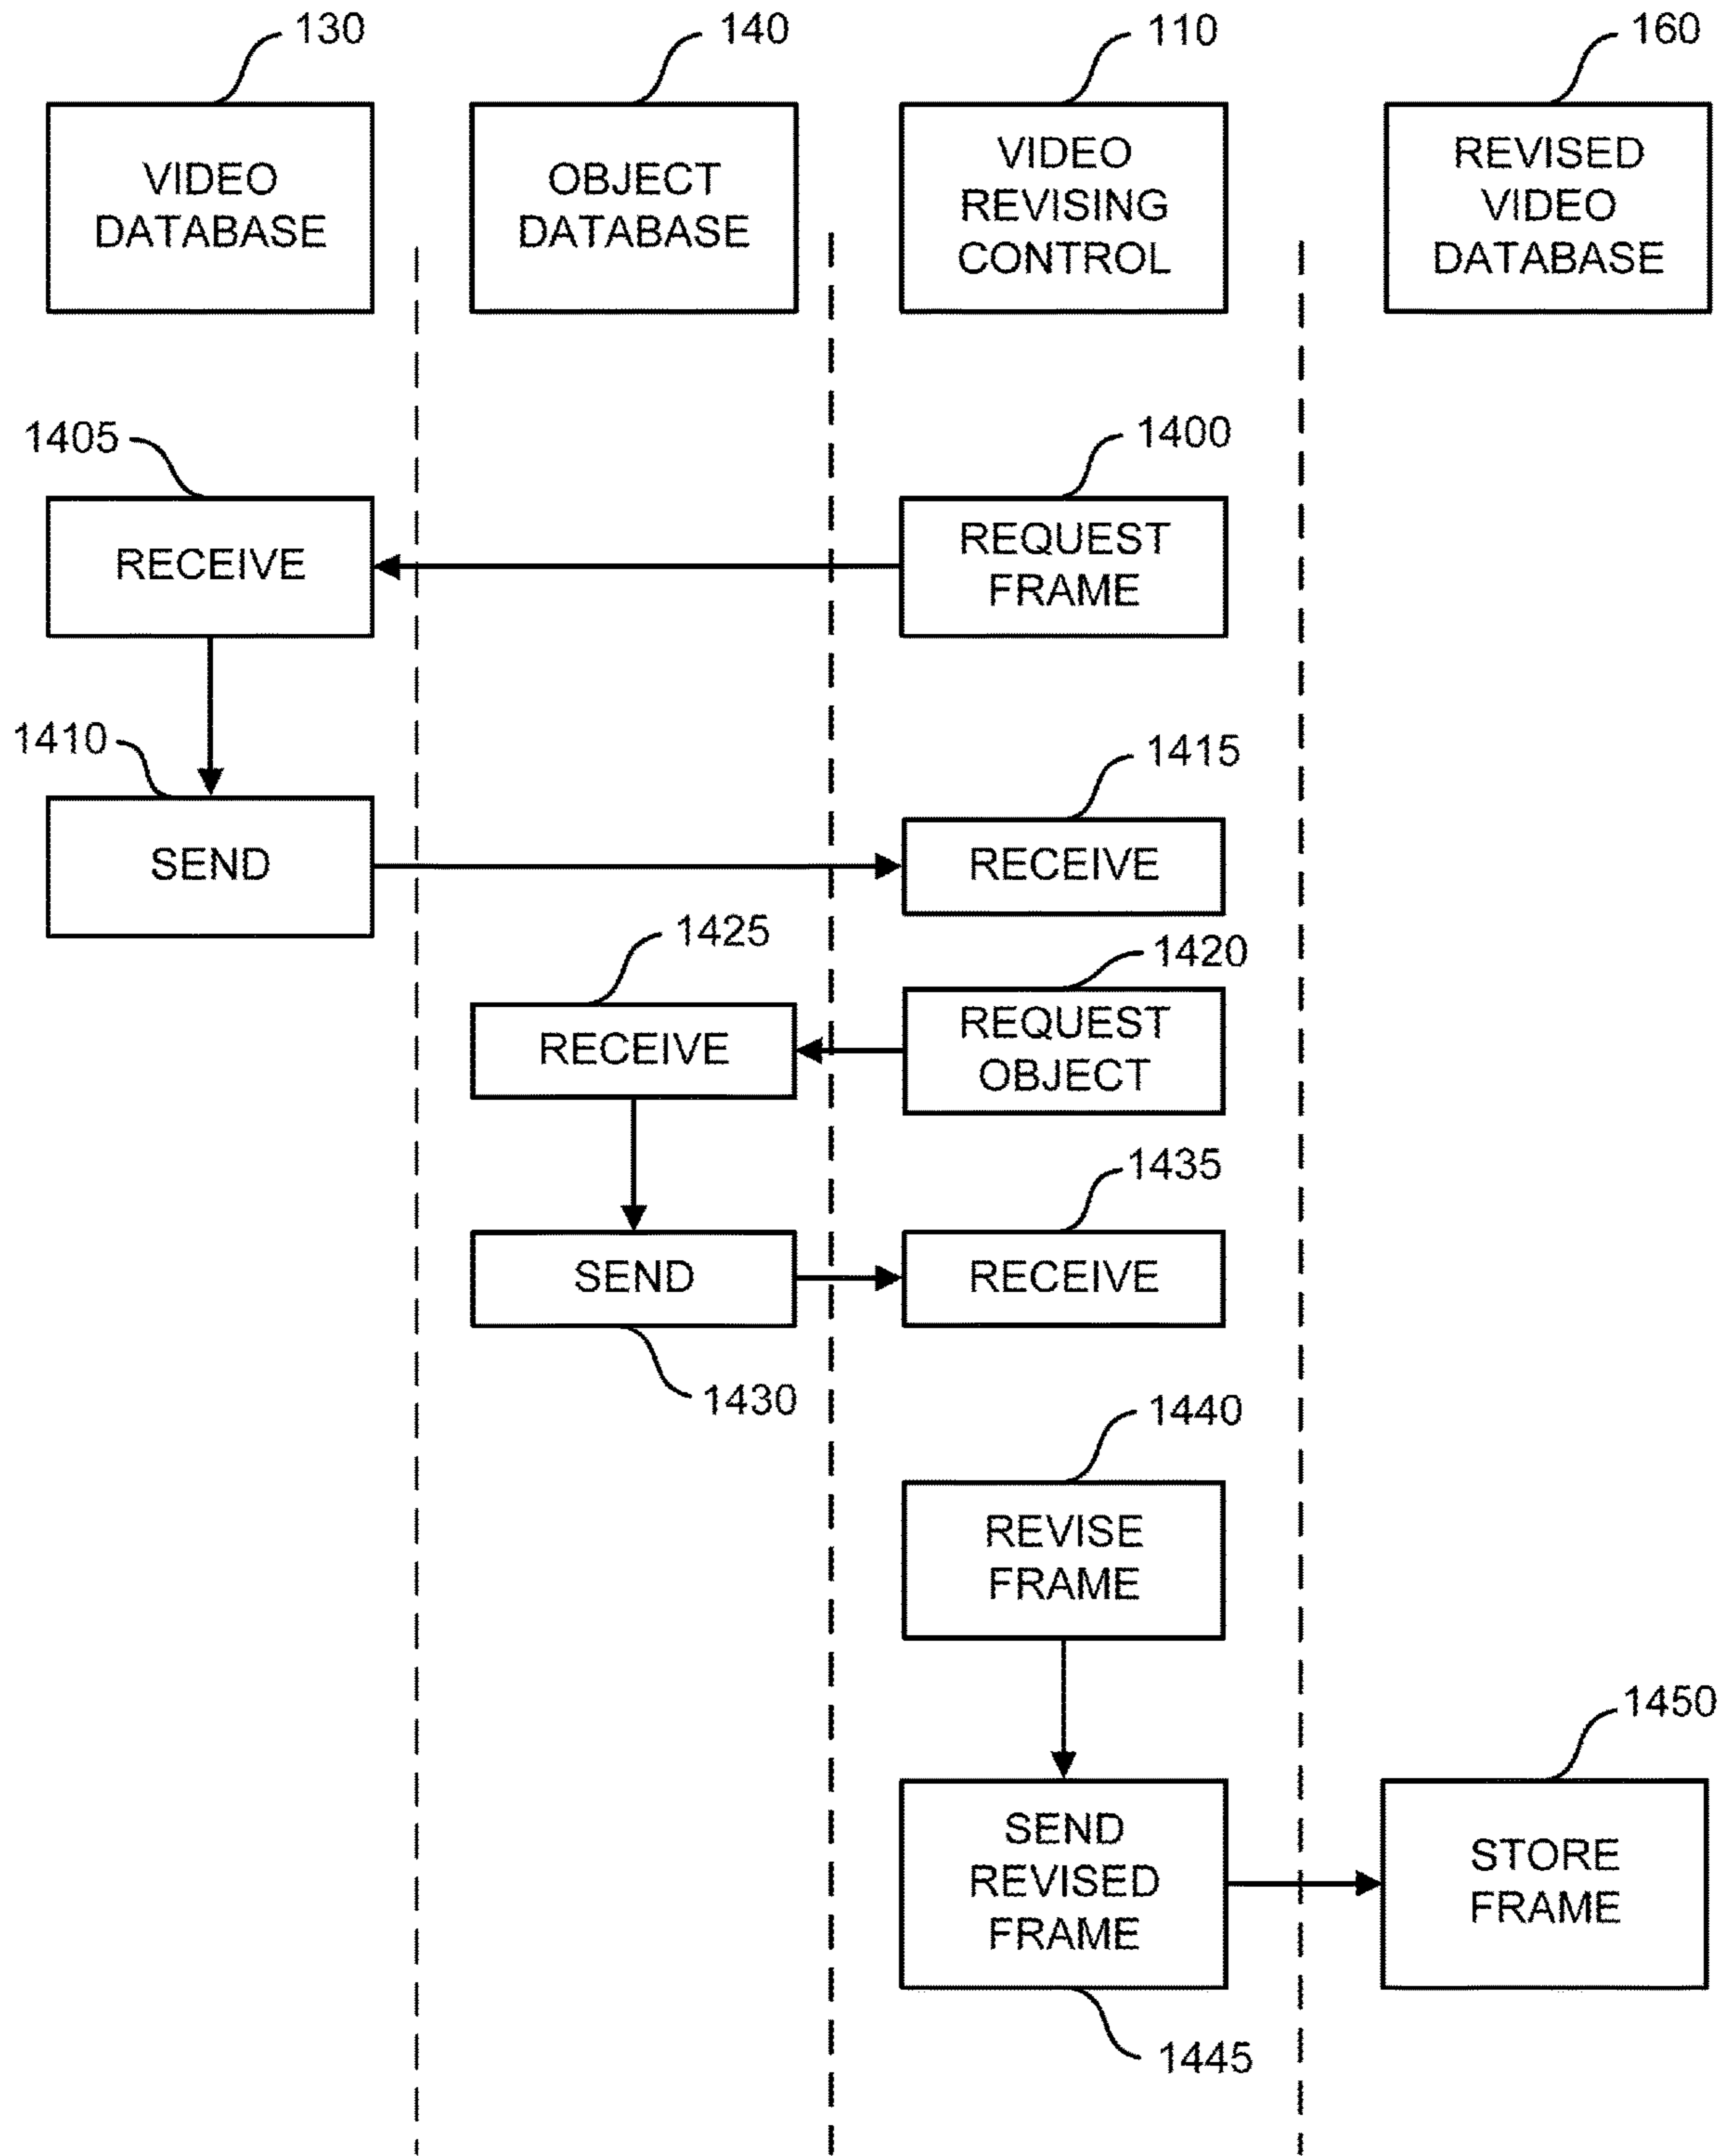 130
140
110
160
VIDEO
DATABASE
OBJECT
DATABASE
VIDEO
REVISING
CONTROL
REVISED
VIDEO
DATABASE
1405
1400
RECEIVE
REQUEST
FRAME
1410
1415
SEND
RECEIVE
1425
1420
RECEIVE
REQUEST
OBJECT
1435
SEND
RECEIVE
1430
1440
REVISE
FRAME
1450
SEND
REVISED
FRAME
STORE
FRAME
1445